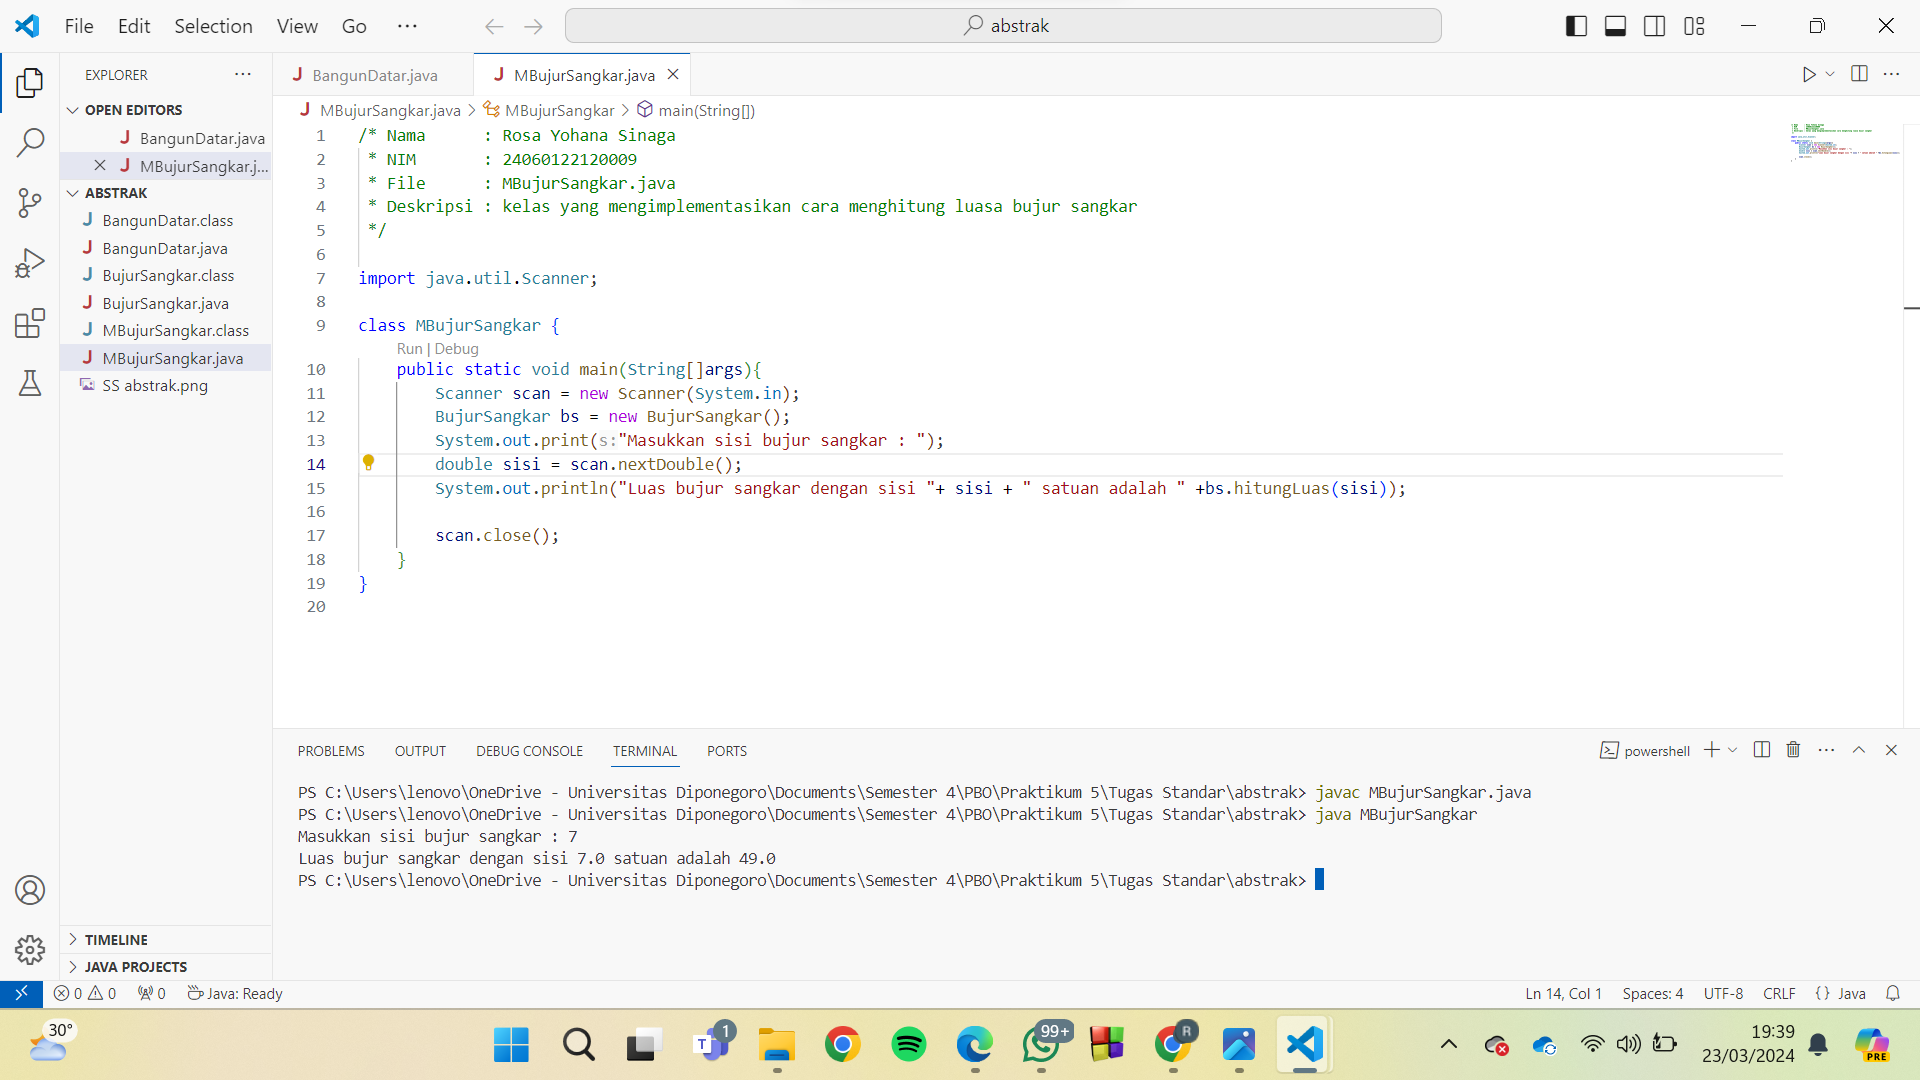 File Edit Selection View Go ··· abstrak
EXPLORER ···
OPEN EDITORS
BangunDatar.java
MBujurSangkar.j...
ABSTRAK
BangunDatar.class
BangunDatar.java
BujurSangkar.class
BujurSangkar.java
MBujurSangkar.class
MBujurSangkar.java
SS abstrak.png
TIMELINE
JAVA PROJECTS
BangunDatar.java MBujurSangkar.java
MBujurSangkar.java > MBujurSangkar > main(String[])
1 /* Nama      : Rosa Yohana Sinaga
2  * NIM       : 24060122120009
3  * File      : MBujurSangkar.java
4  * Deskripsi : kelas yang mengimplementasikan cara menghitung luasa bujur sangkar
5  */
6
7 import java.util.Scanner;
8
9 class MBujurSangkar {
Run | Debug
10     public static void main(String[]args){
11         Scanner scan = new Scanner(System.in);
12         BujurSangkar bs = new BujurSangkar();
13         System.out.print(s:"Masukkan sisi bujur sangkar : ");
14         double sisi = scan.nextDouble();
15         System.out.println("Luas bujur sangkar dengan sisi "+ sisi + " satuan adalah " +bs.hitungLuas(sisi));
16
17         scan.close();
18     }
19 }
20
PROBLEMS OUTPUT DEBUG CONSOLE TERMINAL PORTS powershell
PS C:\Users\lenovo\OneDrive - Universitas Diponegoro\Documents\Semester 4\PBO\Praktikum 5\Tugas Standar\abstrak> javac MBujurSangkar.java
PS C:\Users\lenovo\OneDrive - Universitas Diponegoro\Documents\Semester 4\PBO\Praktikum 5\Tugas Standar\abstrak> java MBujurSangkar
Masukkan sisi bujur sangkar : 7
Luas bujur sangkar dengan sisi 7.0 satuan adalah 49.0
PS C:\Users\lenovo\OneDrive - Universitas Diponegoro\Documents\Semester 4\PBO\Praktikum 5\Tugas Standar\abstrak>
0 0 0 Java: Ready Ln 14, Col 1 Spaces: 4 UTF-8 CRLF {} Java
30° 1 99+ R 19:39
23/03/2024
PRE